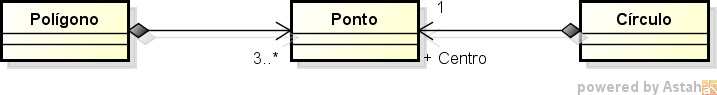 Polígono
Ponto
Círculo
1
3..*
+ Centro
powered by Astah